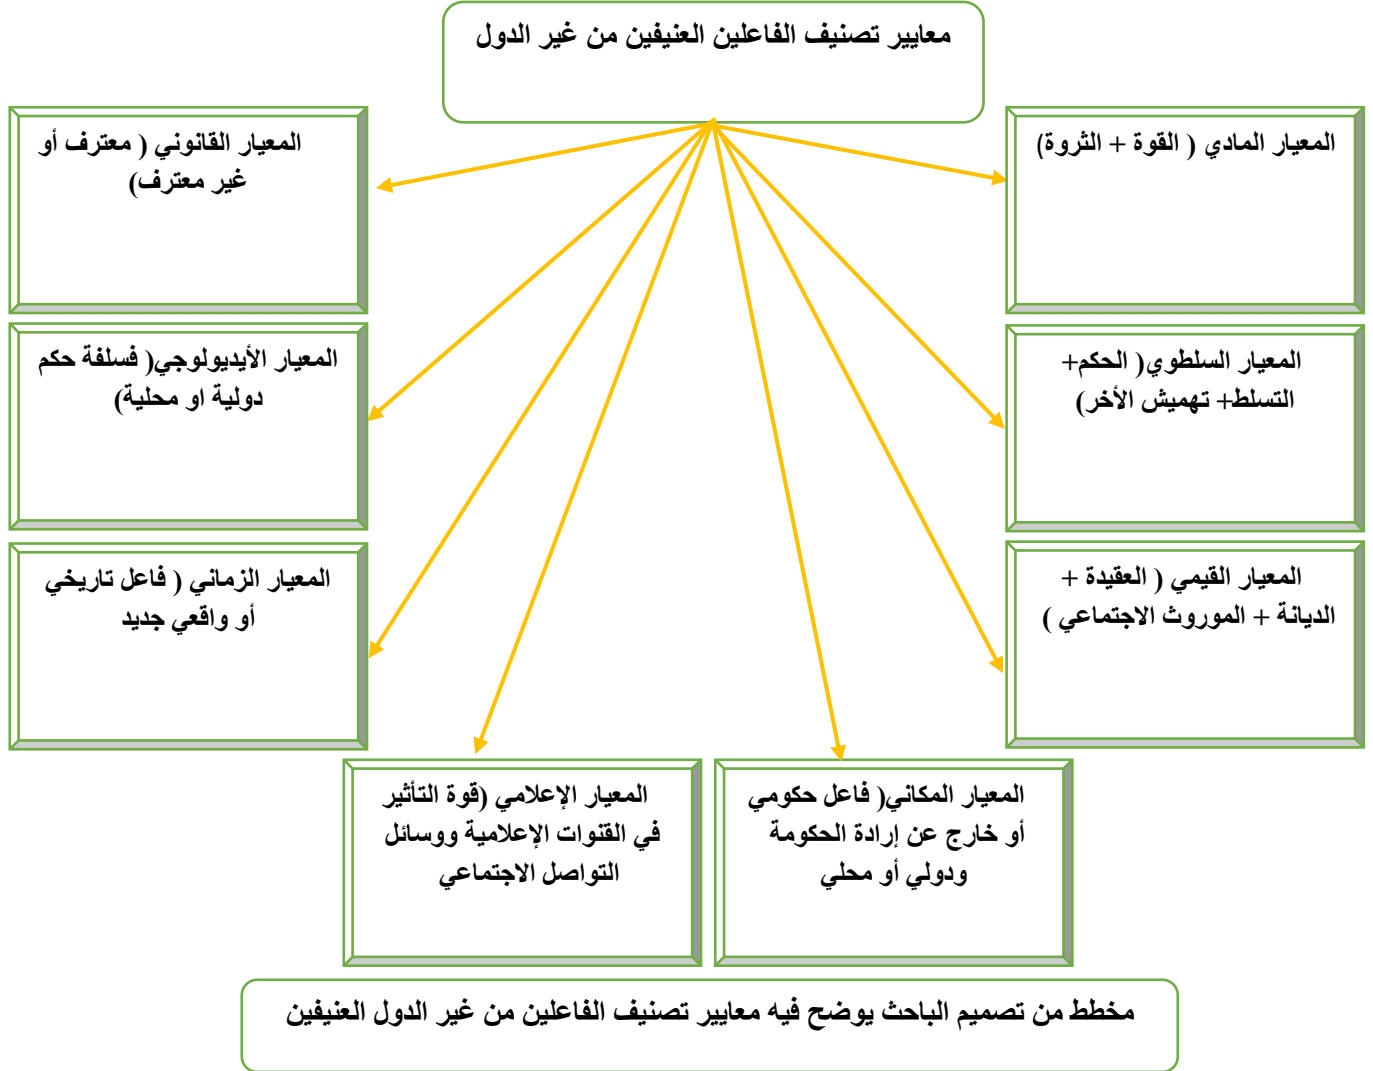 معايير تصنيف الفاعلين العنيفين من غير الدول
المعيار المادي ( القوة + الثروة)
المعيار القانوني ( معترف أو
غير معترف)
المعيار السلطوي( الحكم+
التسلط+ تهميش الأخر)
المعيار الأيديولوجي( فسلفة حكم
دولية او محلية)
المعيار القيمي ( العقيدة +
الديانة + الموروث الاجتماعي )
المعيار الزماني ( فاعل تاريخي
أو واقعي جديد
المعيار المكاني( فاعل حكومي
أو خارج عن إرادة الحكومة
ودولي أو محلي
المعيار الإعلامي (قوة التأثير
في القنوات الإعلامية ووسائل
التواصل الاجتماعي
مخطط من تصميم الباحث يوضح فيه معايير تصنيف الفاعلين من غير الدول العنيفين